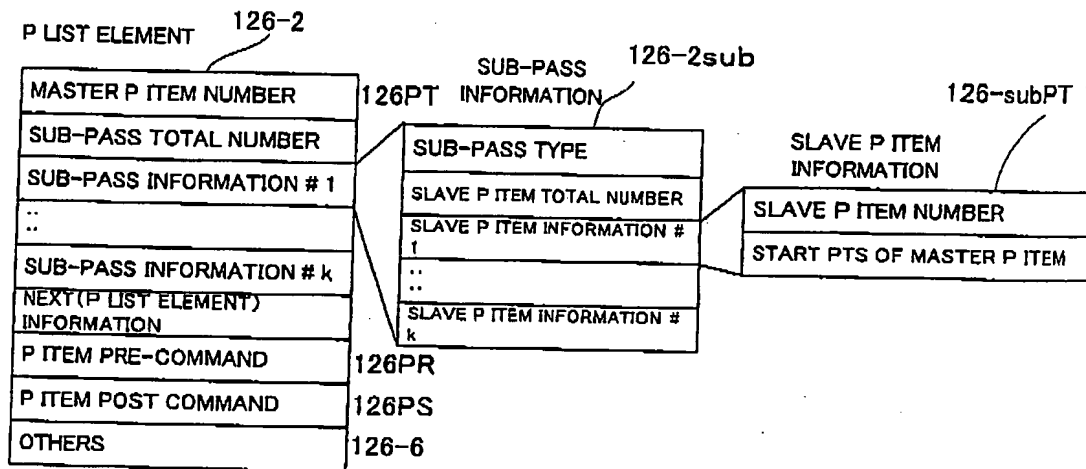 P LIST ELEMENT
126-2
MASTER P ITEM NUMBER
126PT
SUB-PASS TOTAL NUMBER
SUB-PASS INFORMATION # 1
:
..
SUB-PASS INFORMATION # k
NEXT(P LIST ELEMENT)
INFORMATION
P ITEM PRE-COMMAND
126PR
P ITEM POST COMMAND
126PS
OTHERS
126-6
SUB-PASS
INFORMATION
126-2sub
SUB-PASS TYPE
SLAVE P ITEM TOTAL NUMBER
SLAVE P ITEM INFORMATION #
1
:
..
SLAVE P ITEM INFORMATION #
k
SLAVE P ITEM
INFORMATION
126-subPT
SLAVE P ITEM NUMBER
START PTS OF MASTER P ITEM